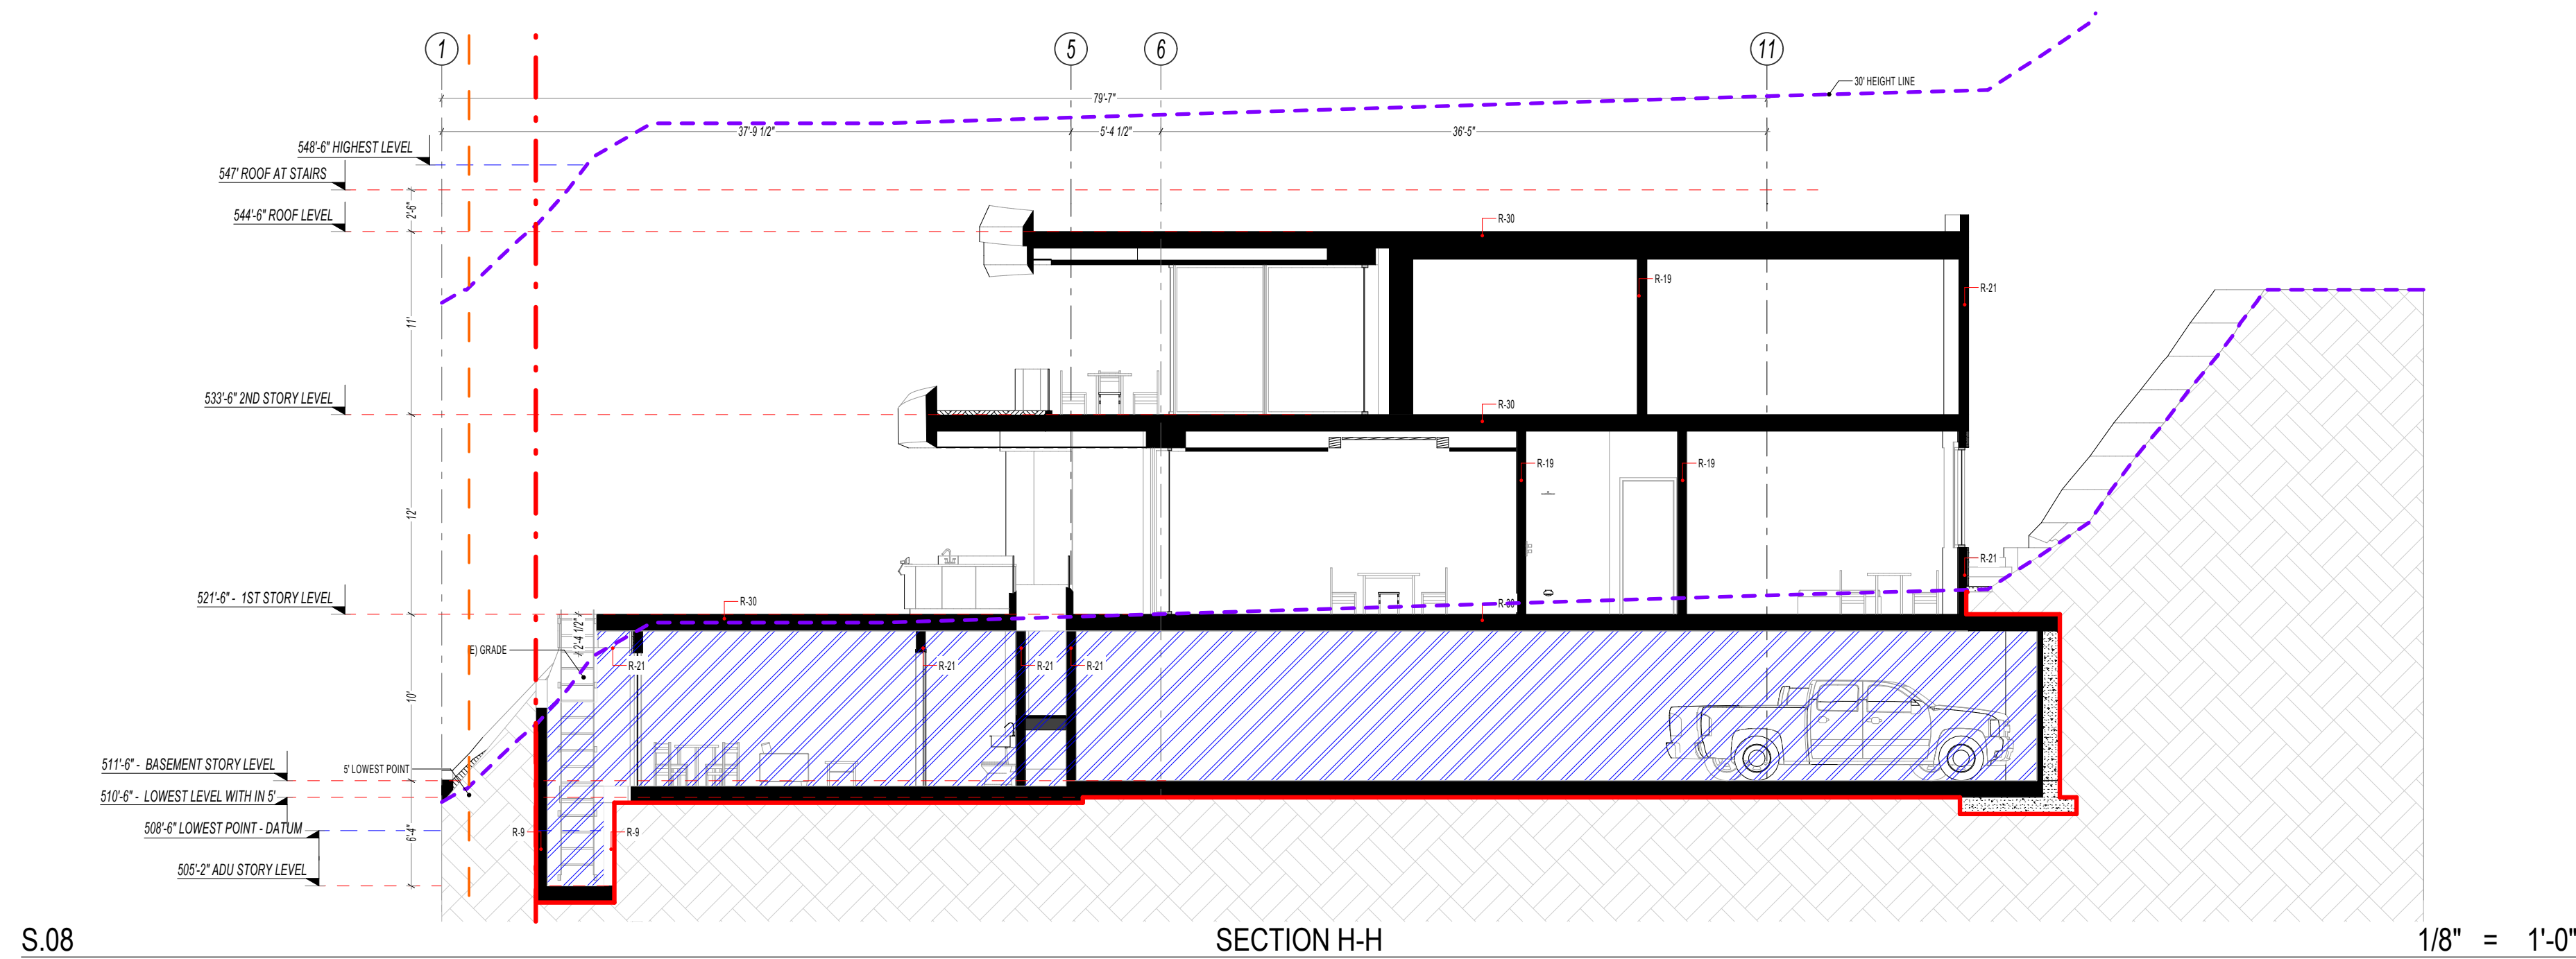 1
5
6
11
30' HEIGHT LINE
79'-7"
37'-9 1/2"
5'-4 1/2"
36'-5"
548'-6" HIGHEST LEVEL
547' ROOF AT STAIRS
544'-6" ROOF LEVEL
2'-6"
R-30
R-19
R-21
11'
533'-6" 2ND STORY LEVEL
R-30
R-19
R-19
12'
R-21
521'-6" - 1ST STORY LEVEL
R-30
2'-4 1/2"
(E) GRADE
R-21
R-21
R-21
R-21
10'
511'-6" - BASEMENT STORY LEVEL
5' LOWEST POINT
510'-6" - LOWEST LEVEL WITH IN 5'
508'-6" LOWEST POINT - DATUM
6'-4"
R-9
R-9
505'-2" ADU STORY LEVEL
S.08
SECTION H-H
1/8" = 1'-0"